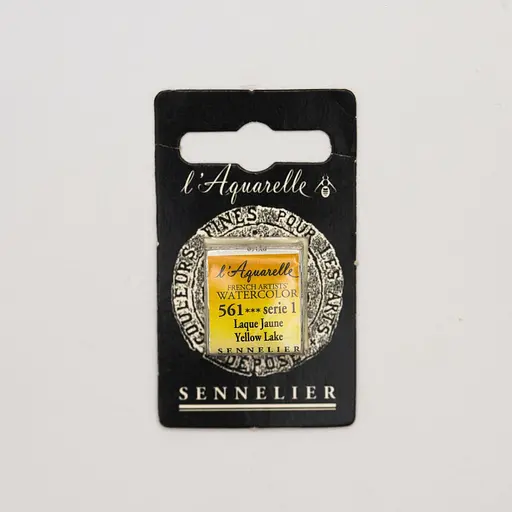 l'Aquarelle
COULEURS FINES POUR LES ARTS
DEPOSE
l'Aquarelle
FRENCH ARTISTS'
WATERCOLOR
561*** serie 1
Laque Jaune
Yellow Lake
SENNELIER
SENNELIER